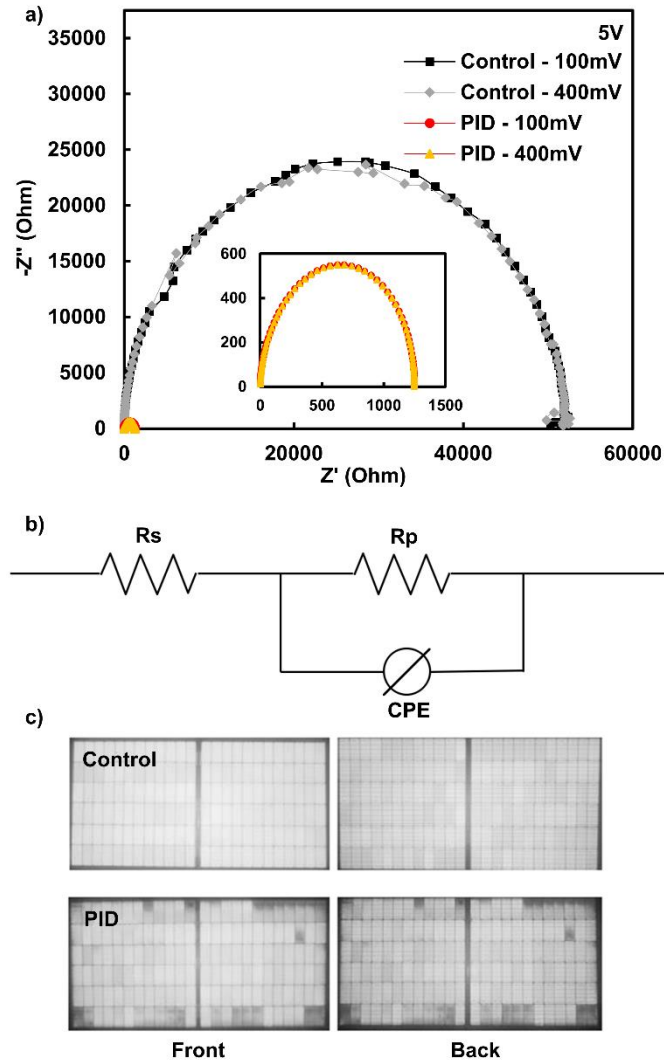 a)
5V
Control - 100mV
Control - 400mV
PID - 100mV
PID - 400mV
35000
30000
25000
20000
15000
10000
5000
0
-Z" (Ohm)
600
400
200
0
0 500 1000 1500
0 20000 40000 60000
Z' (Ohm)
b)
Rs Rp
CPE
c)
Control
PID
Front Back